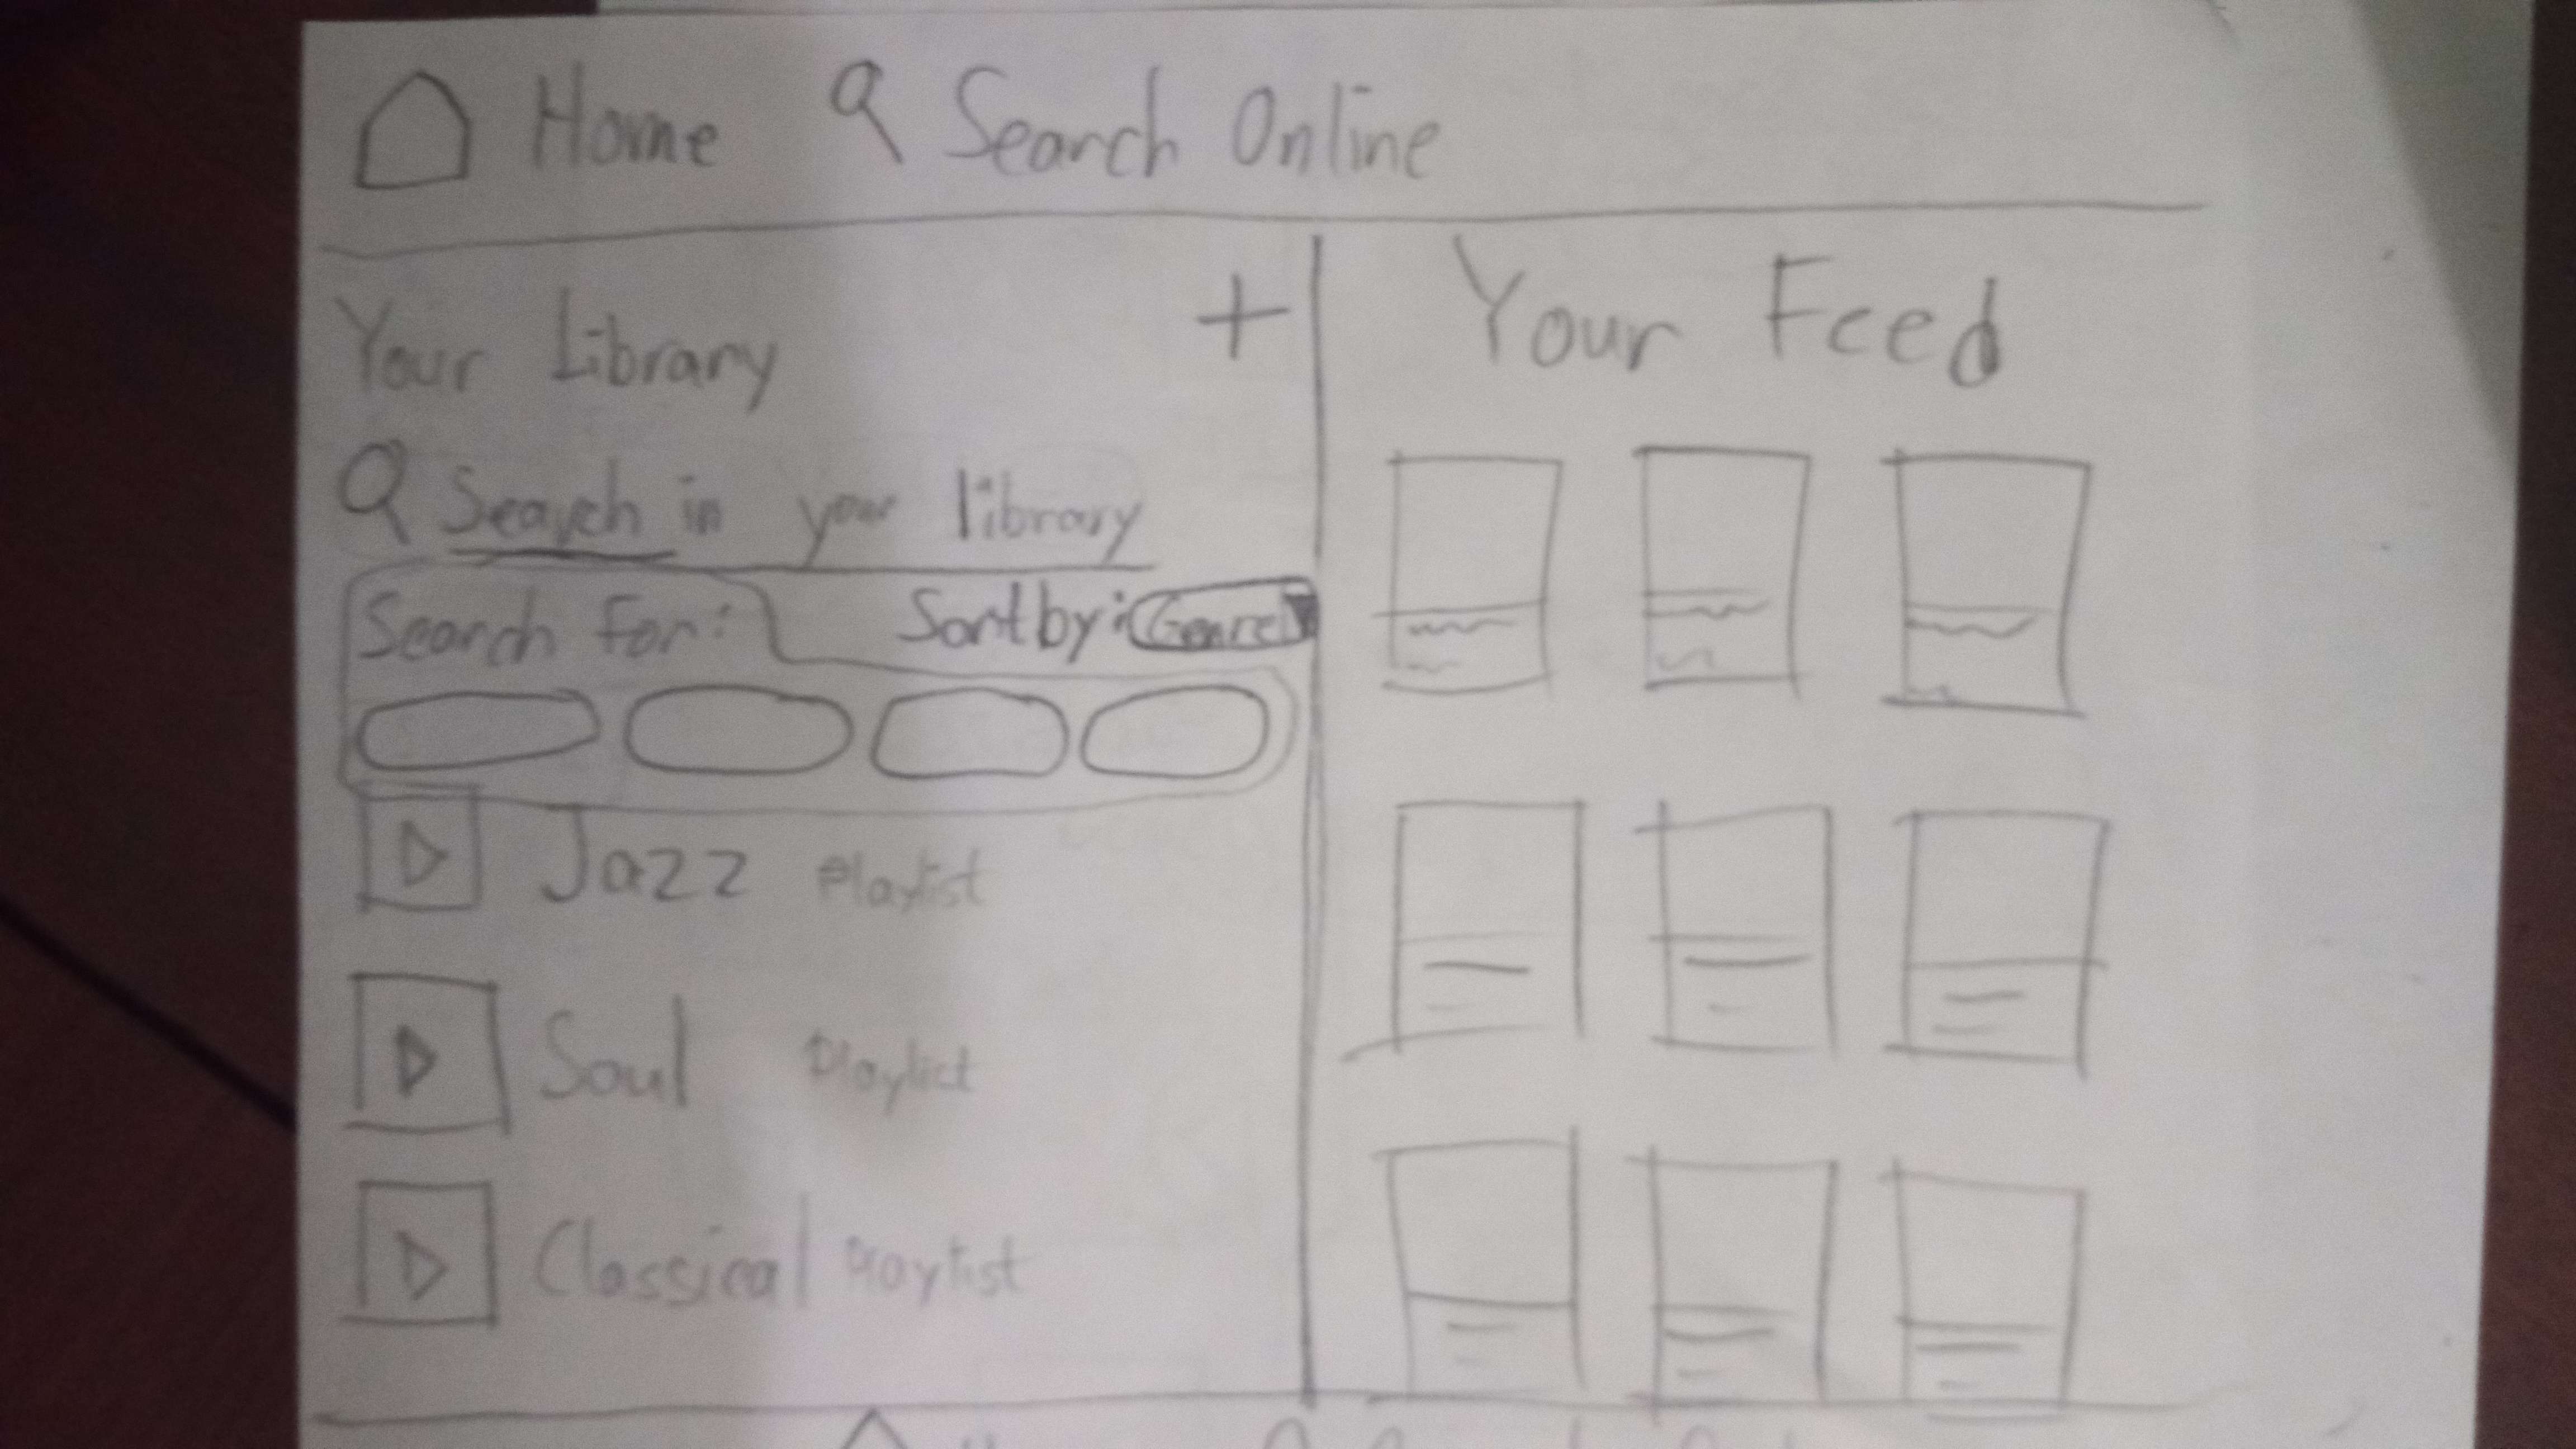 Home Search Online
Your Library +
Search in your library
Search For: Sort by: Genre
Jazz Playlist
Soul Playlist
Classical Playlist
Your Feed